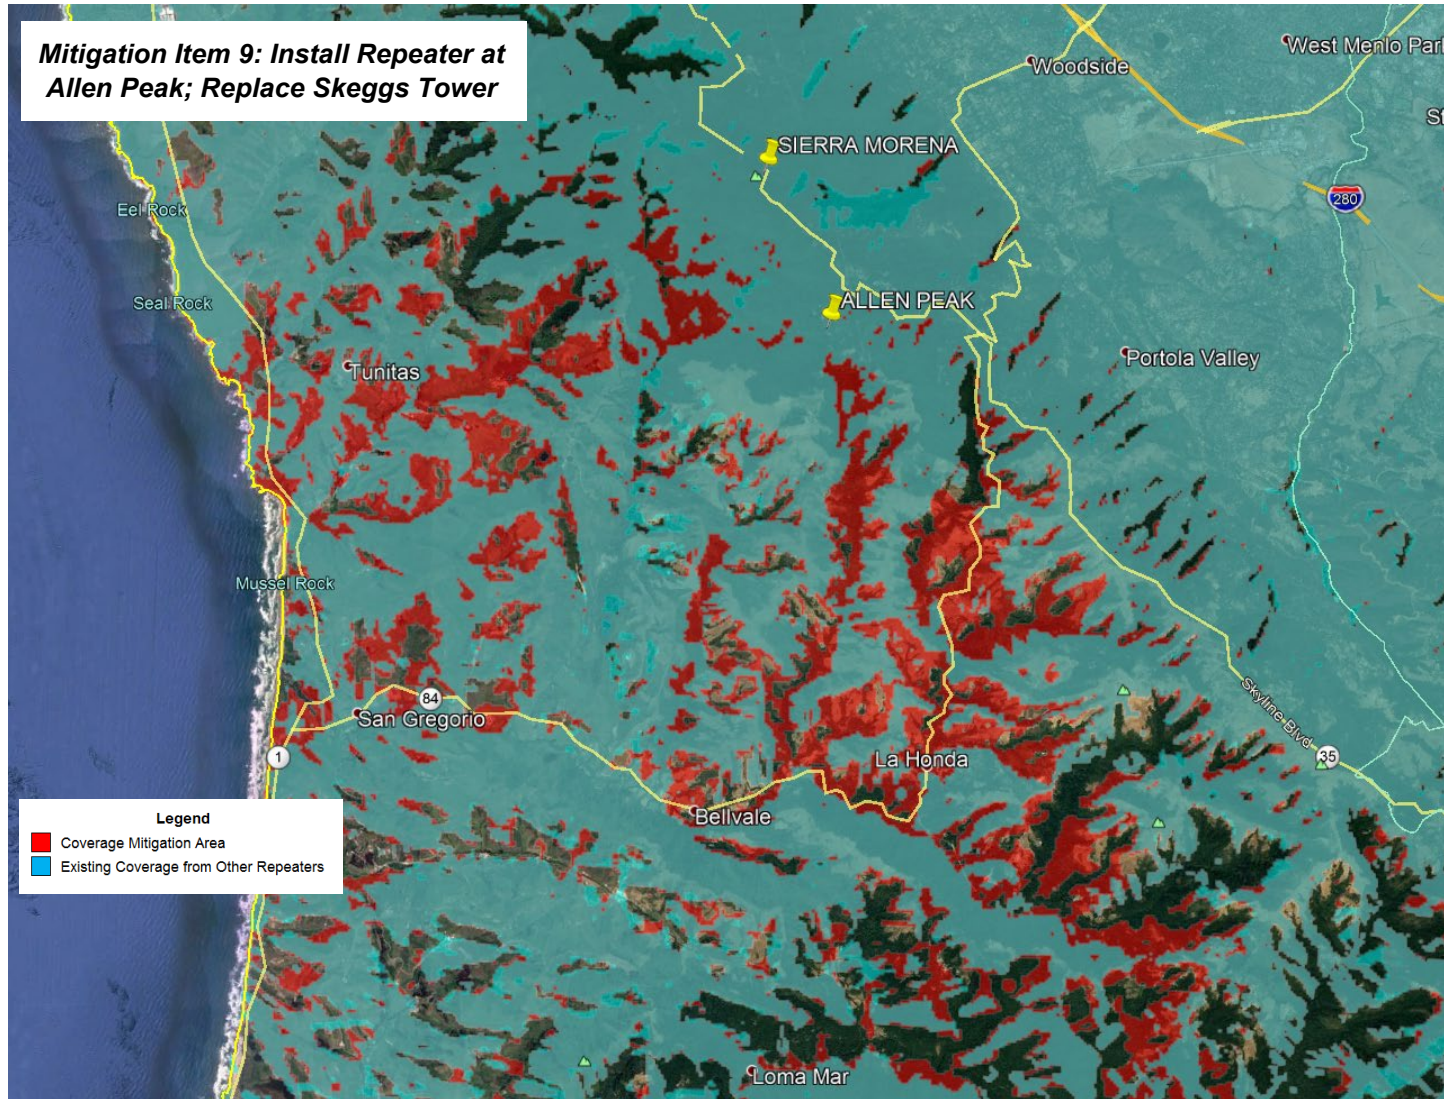 Mitigation Item 9: Install Repeater at
Allen Peak; Replace Skeggs Tower
West Menlo Park
Woodside
SIERRA MORENA
Eel Rock
280
Seal Rock
ALLEN PEAK
Tunitas
Portola Valley
Mussel Rock
84
San Gregorio
Skyline Blvd
35
1
La Honda
Bellvale
Legend
Coverage Mitigation Area
Existing Coverage from Other Repeaters
Loma Mar